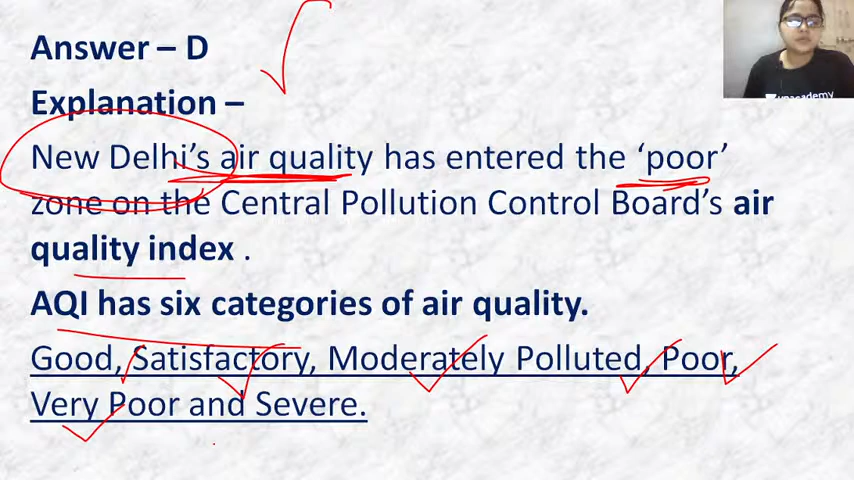 Answer – D
Explanation –
New Delhi's air quality has entered the ‘poor’
zone on the Central Pollution Control Board's air
quality index .
AQI has six categories of air quality.
Good, Satisfactory, Moderately Polluted, Poor,
Very Poor and Severe.
unacademy